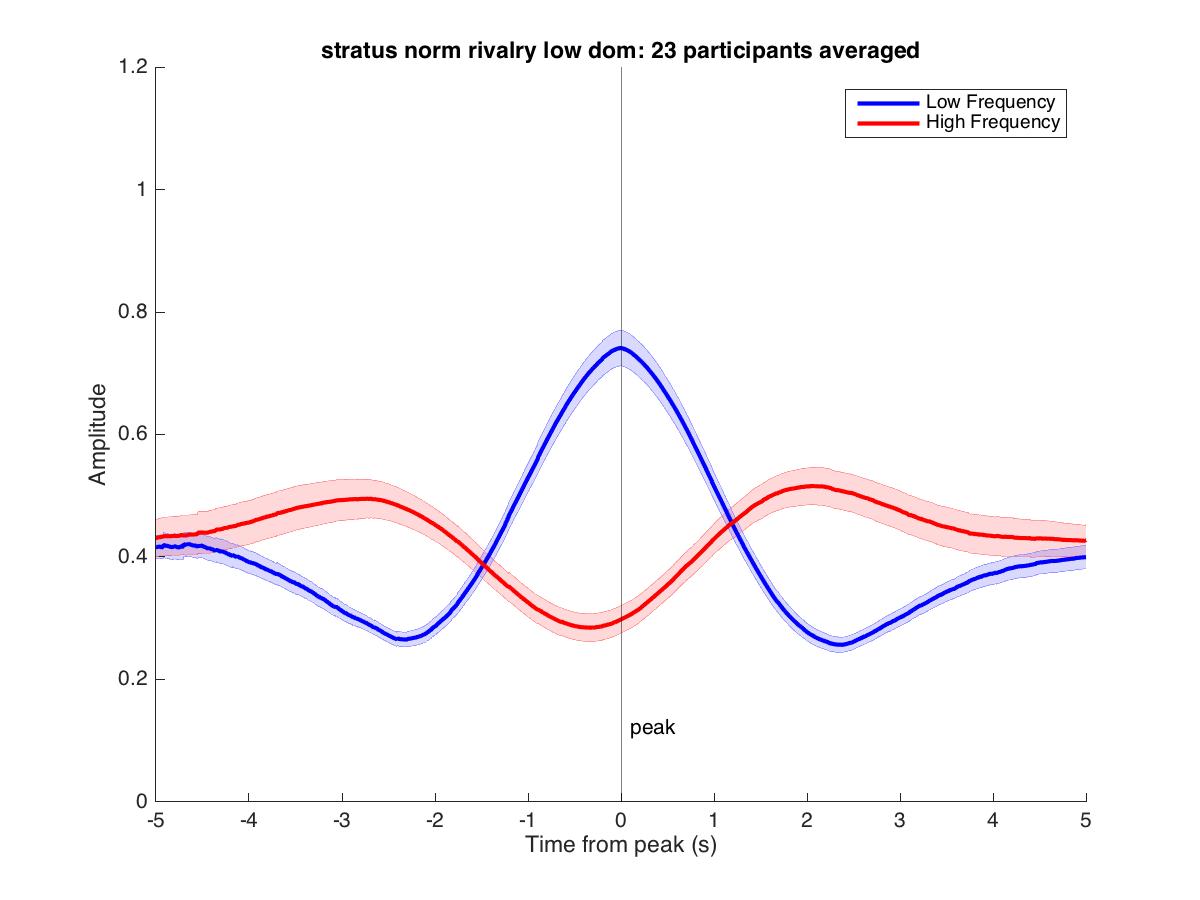 stratus norm rivalry low dom: 23 participants averaged
1.2
1
0.8
0.6
0.4
0.2
0
Amplitude
Low Frequency
High Frequency
peak
-5 -4 -3 -2 -1 0 1 2 3 4 5
Time from peak (s)